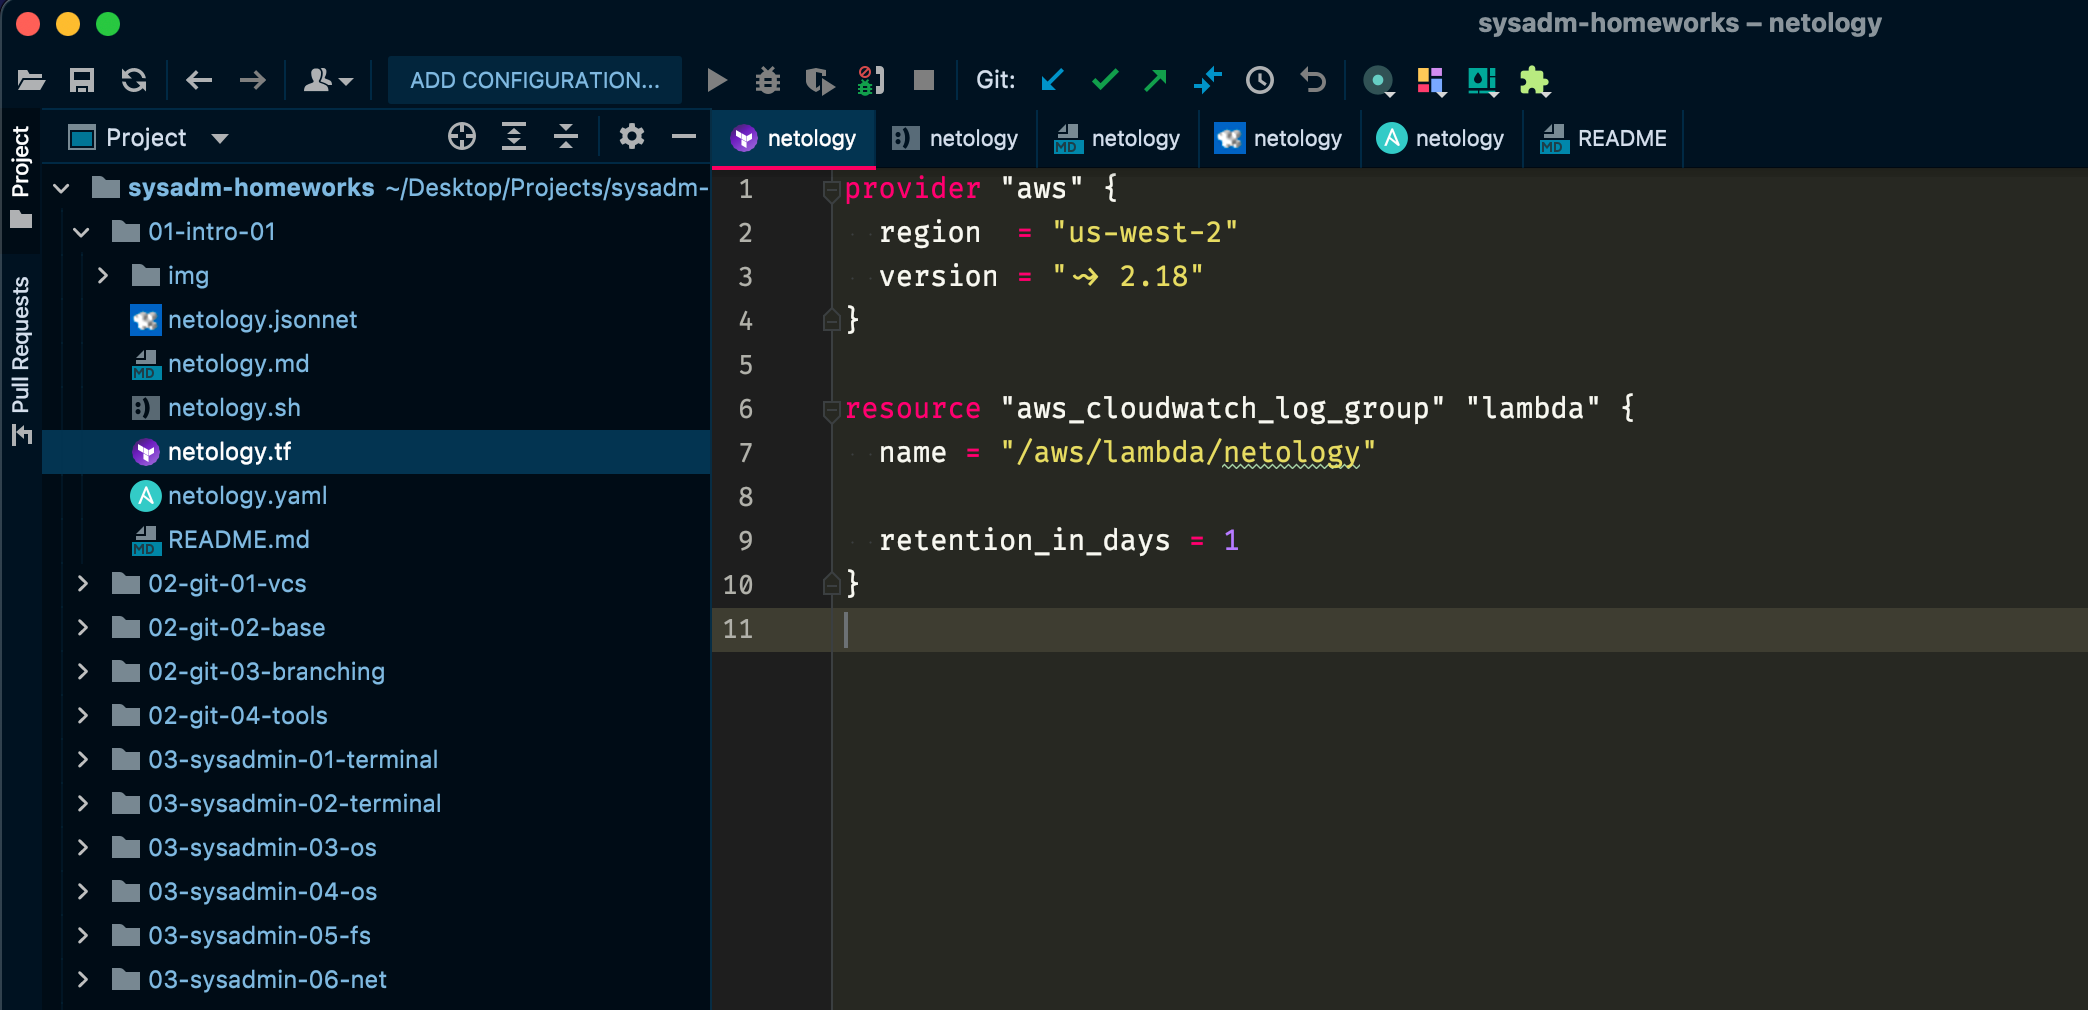 sysadm-homeworks – netology
ADD CONFIGURATION...
Git:
Project
netology
netology
netology
netology
netology
README
Project
Pull Requests
sysadm-homeworks ~/Desktop/Projects/sysadm-
01-intro-01
img
netology.jsonnet
netology.md
netology.sh
netology.tf
netology.yaml
README.md
02-git-01-vcs
02-git-02-base
02-git-03-branching
02-git-04-tools
03-sysadmin-01-terminal
03-sysadmin-02-terminal
03-sysadmin-03-os
03-sysadmin-04-os
03-sysadmin-05-fs
03-sysadmin-06-net
1 provider "aws" {
2 region = "us-west-2"
3 version = "~> 2.18"
4 }
5
6 resource "aws_cloudwatch_log_group" "lambda" {
7 name = "/aws/lambda/netology"
8
9 retention_in_days = 1
10 }
11